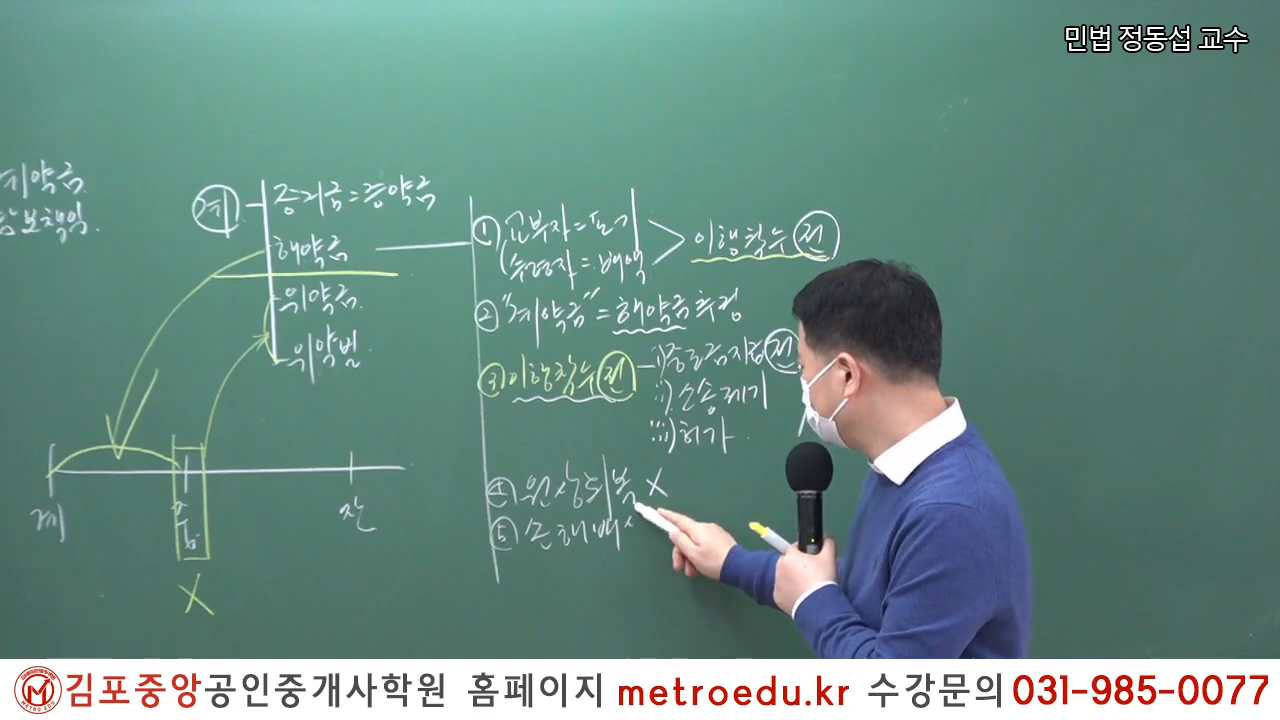 민법 정동섭 교수
계약금
담보책임
계
증거금=증약금
해약금
위약금
위약벌
① 교부자=포기
수령자=배액
이행착수 전
② "계약금"=해약금추정
③ 이행착수 전
i) 중도금지급 전
ii) 소송제기
iii) 허가
④ 원상회복 X
⑤ 손해배
계
중
잔
X
김포중앙공인중개사학원 홈페이지 metroedu.kr 수강문의 031-985-0077
METRO EDU